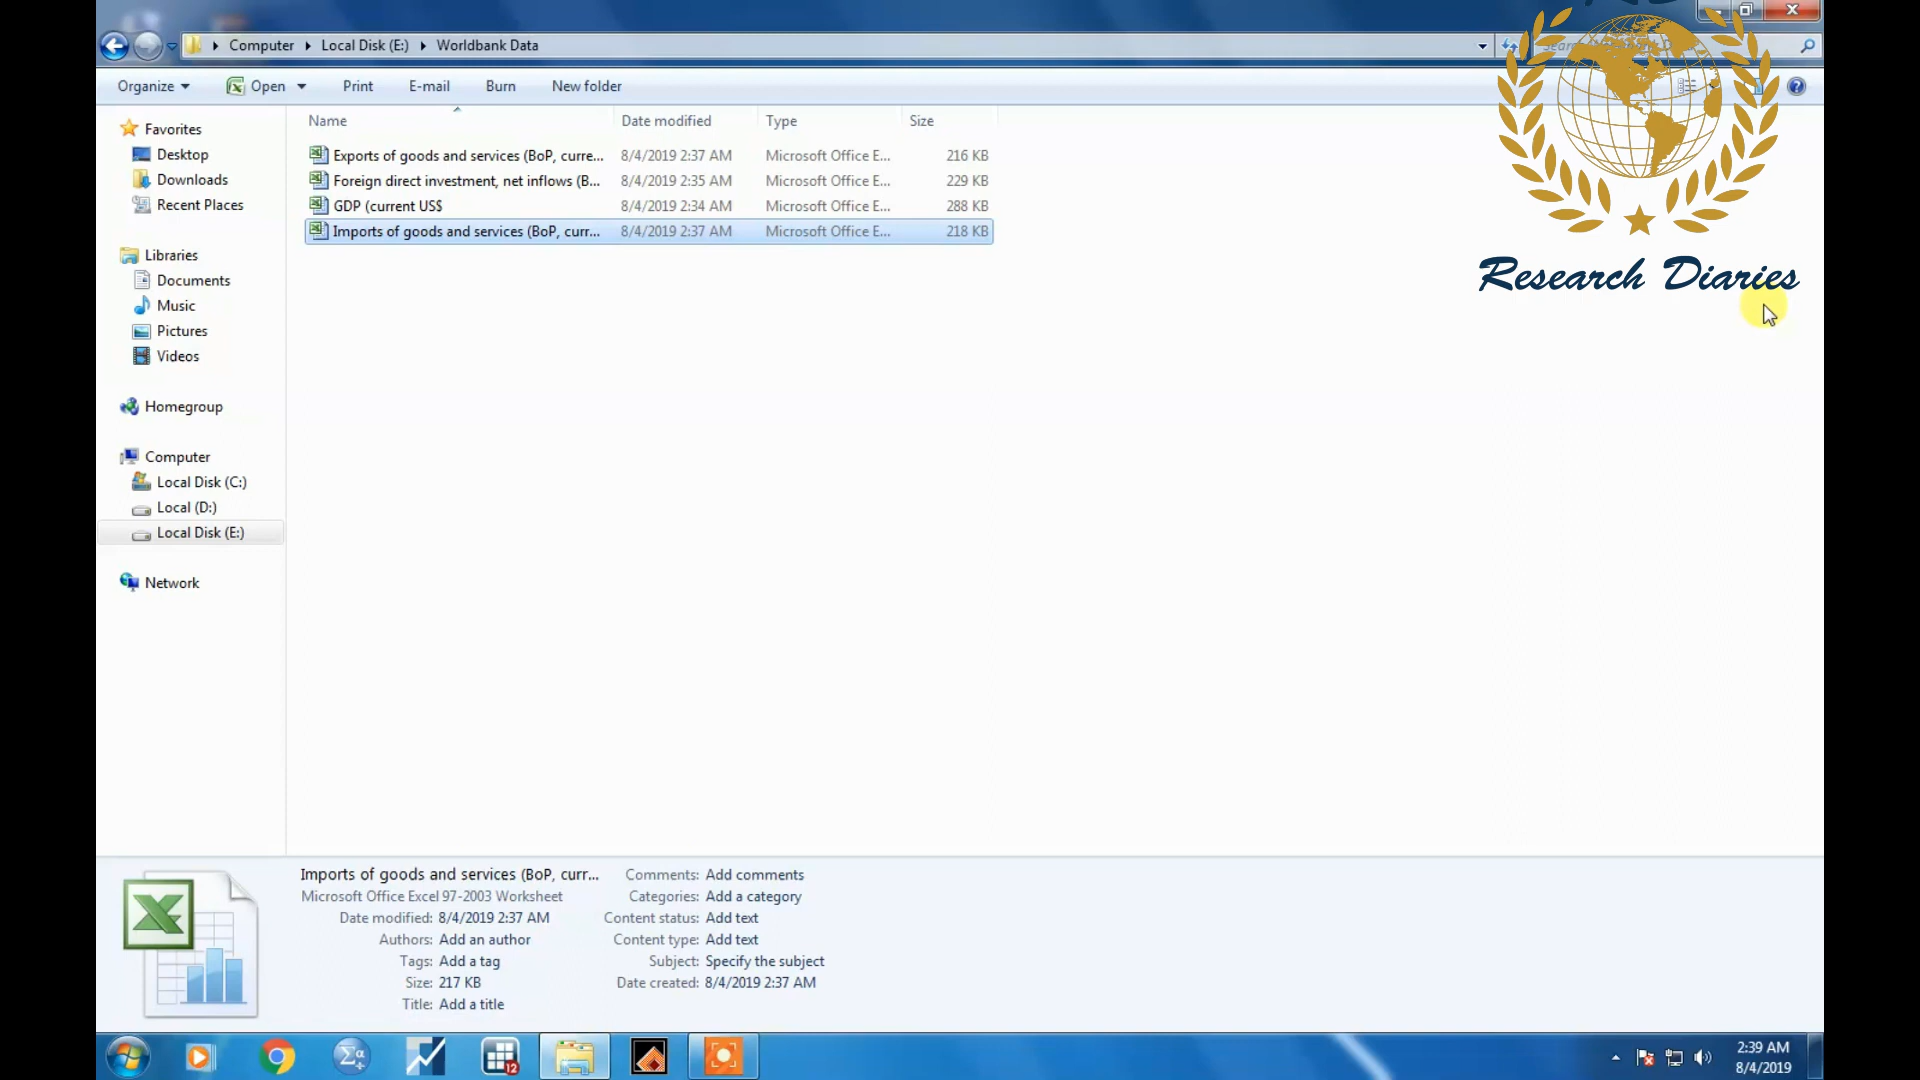 Computer Local Disk (E:) Worldbank Data
Organize Open Print E-mail Burn New folder
Name Date modified Type Size
Exports of goods and services (BoP, curre... 8/4/2019 2:37 AM Microsoft Office E... 216 KB
Foreign direct investment, net inflows (B... 8/4/2019 2:35 AM Microsoft Office E... 229 KB
GDP (current US$ 8/4/2019 2:34 AM Microsoft Office E... 288 KB
Imports of goods and services (BoP, curr... 8/4/2019 2:37 AM Microsoft Office E... 218 KB
Research Diaries
Favorites
Desktop
Downloads
Recent Places
Libraries
Documents
Music
Pictures
Videos
Homegroup
Computer
Local Disk (C:)
Local (D:)
Local Disk (E:)
Network
Imports of goods and services (BoP, curr... Comments: Add comments
Microsoft Office Excel 97-2003 Worksheet Categories: Add a category
Date modified: 8/4/2019 2:37 AM Content status: Add text
Authors: Add an author Content type: Add text
Tags: Add a tag Subject: Specify the subject
Size: 217 KB Date created: 8/4/2019 2:37 AM
Title: Add a title
Σα
12
2:39 AM
8/4/2019